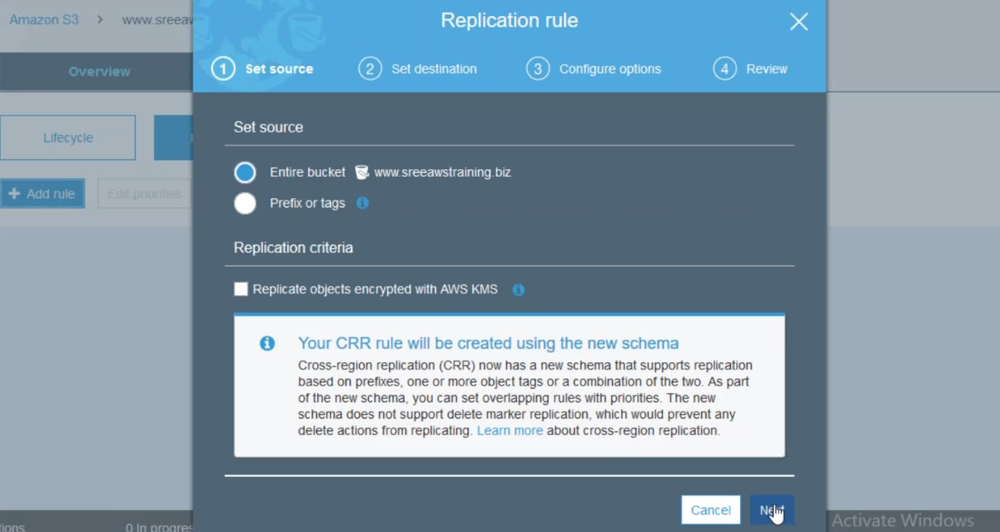 Amazon S3 > www.sreeaw
Replication rule
1 Set source 2 Set destination 3 Configure options 4 Review
Overview
Lifecycle
+ Add rule Edit priorities
Set source
Entire bucket www.sreeawstraining.biz
Prefix or tags
Replication criteria
Replicate objects encrypted with AWS KMS
Your CRR rule will be created using the new schema
Cross-region replication (CRR) now has a new schema that supports replication
based on prefixes, one or more object tags or a combination of the two. As part
of the new schema, you can set overlapping rules with priorities. The new
schema does not support delete marker replication, which would prevent any
delete actions from replicating. Learn more about cross-region replication.
Cancel Next
tions 0 In progres
Activate Windows